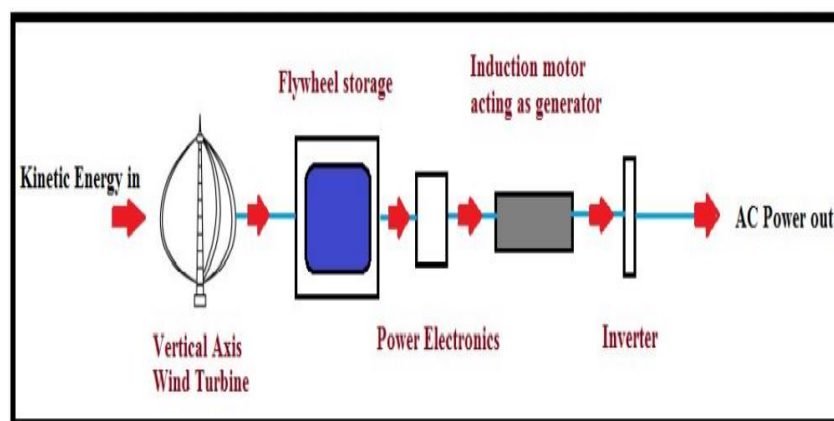 Kinetic Energy in
Vertical Axis
Wind Turbine
Flywheel storage
Power Electronics
Induction motor
acting as generator
Inverter
AC Power out